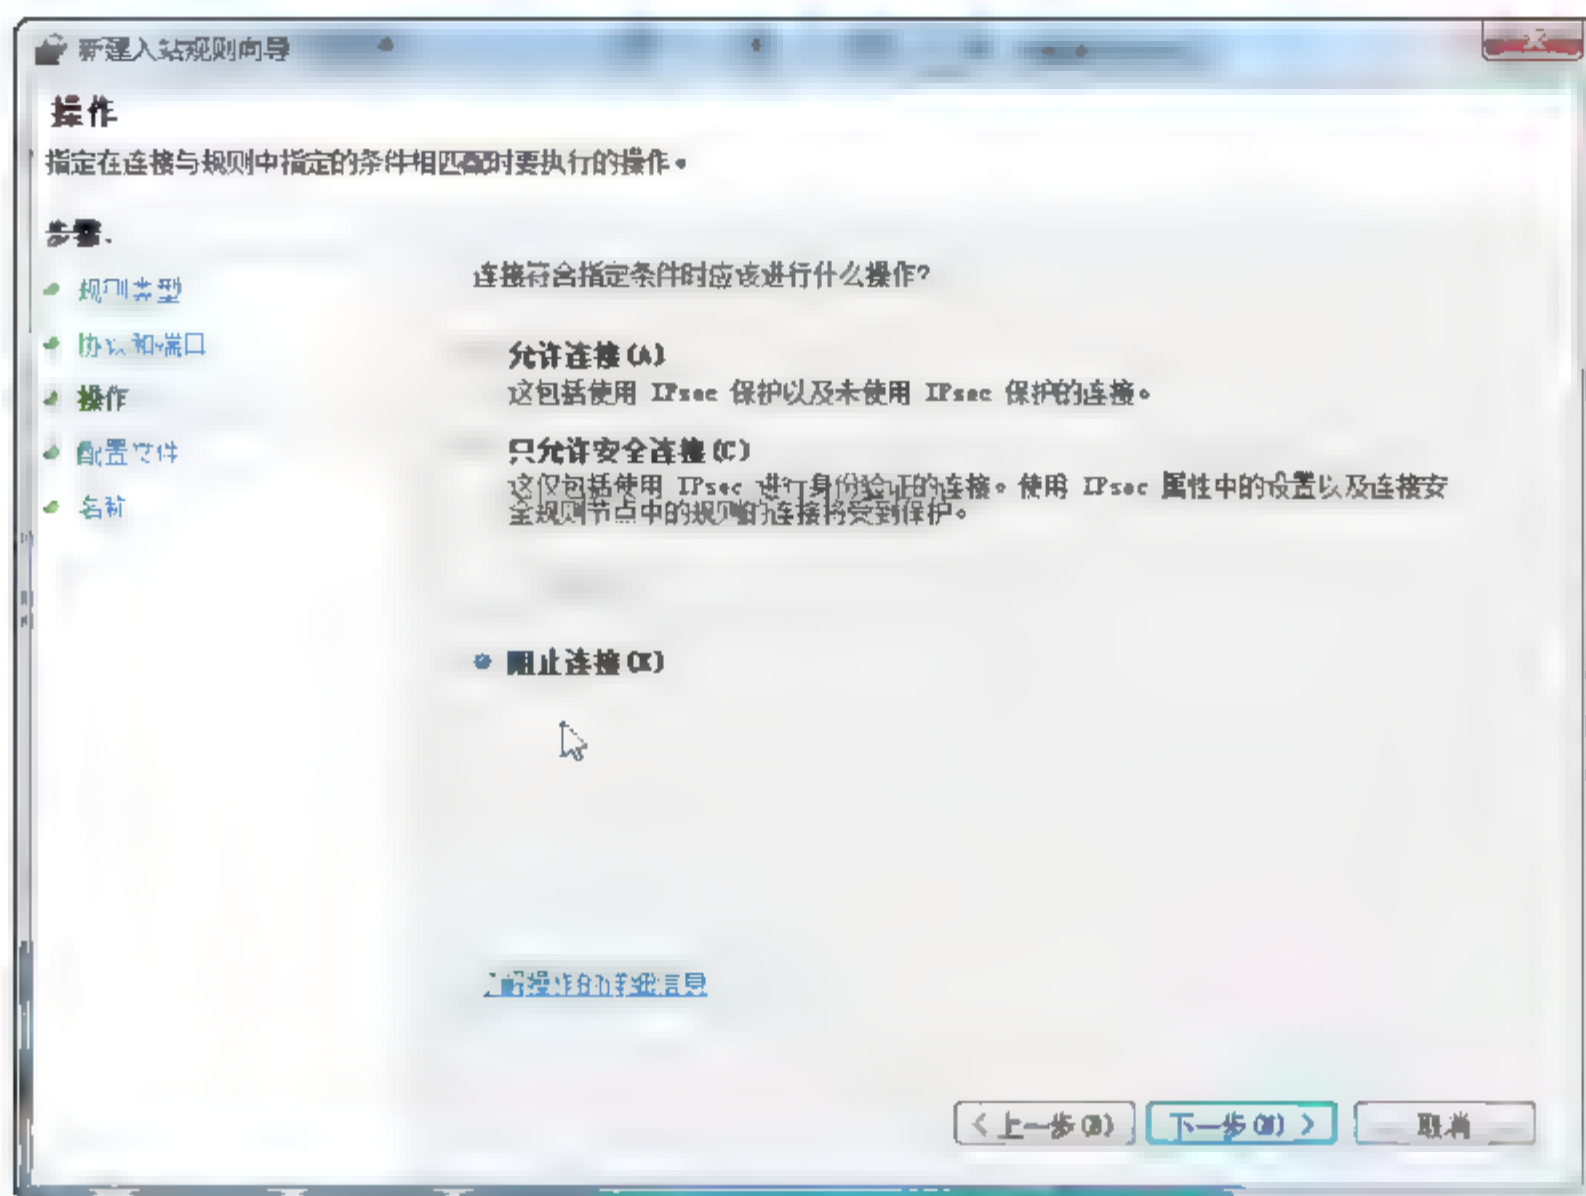 新建入站规则向导
操作
指定在连接与规则中指定的条件相匹配时要执行的操作。
步骤:
规则类型
协议和端口
操作
配置文件
名称
连接符合指定条件时应该进行什么操作?
允许连接(A)
这包括使用 IPsec 保护以及未使用 IPsec 保护的连接。
只允许安全连接(C)
这仅包括使用 IPsec 进行身份验证的连接。使用 IPsec 属性中的设置以及连接安
全规则节点中的规则的连接将受到保护。
阻止连接(K)
了解操作的详细信息
< 上一步(B)
下一步(N) >
取消